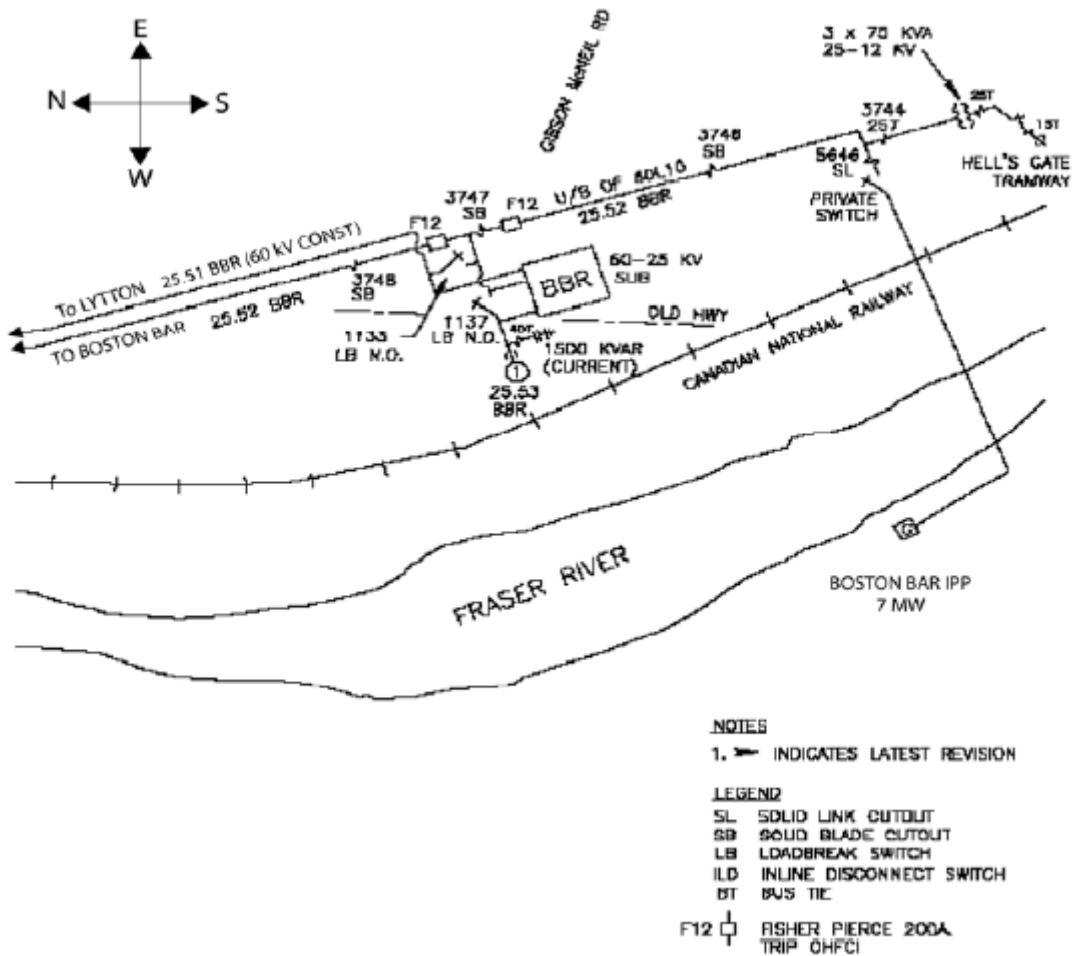 E
N
S
W
GIBSON McNEIL RD
3 x 75 KVA
25-12 KV
25T
15T
HELL'S GATE
TRAMWAY
3744
25T
5646
SL
PRIVATE
SWITCH
3746
SB
U/B OF 60L10
25.52 BBR
3747
SB
F12
F12
To LYTTON 25.51 BBR (60 kV CONST)
TO BOSTON BAR 25.52 BBR
3748
SB
BBR
60-25 KV
SUB
OLD HWY
1133
LB N.O.
1137
LB N.O.
40T
1500 KVAR
(CURRENT)
1
25.53
BBR
CANADIAN NATIONAL RAILWAY
FRASER RIVER
G
BOSTON BAR IPP
7 MW
NOTES
1. INDICATES LATEST REVISION
LEGEND
SL SOLID LINK CUTOUT
SB SOLID BLADE CUTOUT
LB LOADBREAK SWITCH
ILD INLINE DISCONNECT SWITCH
BT BUS TIE
F12 FISHER PIERCE 200A
TRIP OHFCI